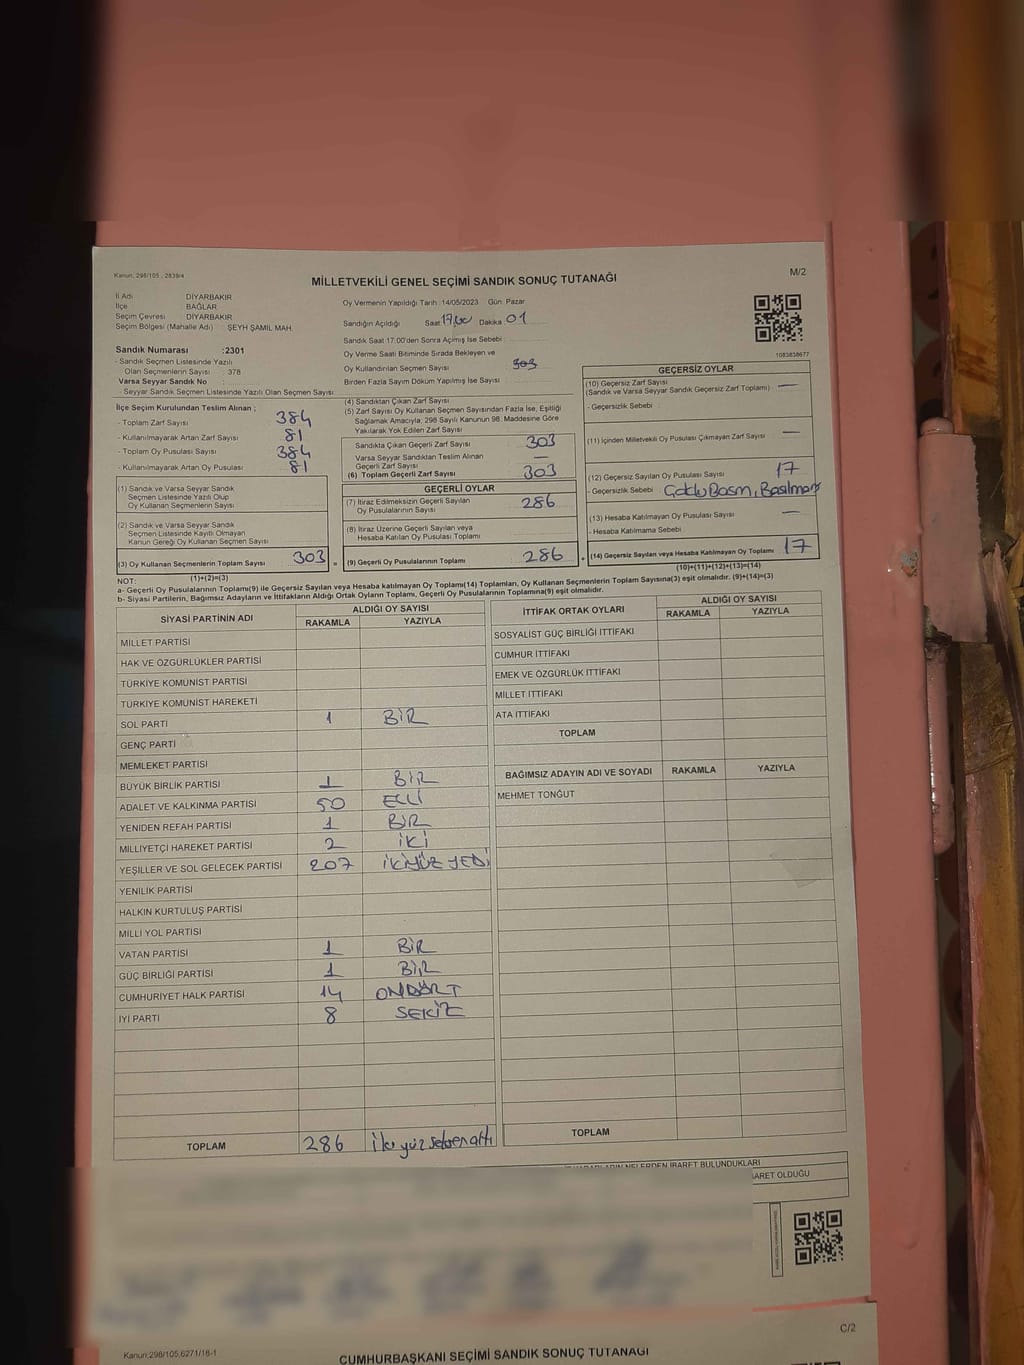 Kanun: 298/105 , 2839/4
MİLLETVEKİLİ GENEL SEÇİMİ SANDIK SONUÇ TUTANAĞI
M/2
İl Adı DİYARBAKIR
İlçe BAĞLAR
Seçim Çevresi DİYARBAKIR
Seçim Bölgesi (Mahalle Adı) : ŞEYH ŞAMİL MAH.
Sandık Numarası :2301
- Sandık Seçmen Listesinde Yazılı
Olan Seçmenlerin Sayısı : 378
Varsa Seyyar Sandık No
- Seyyar Sandık Seçmen Listesinde Yazılı Olan Seçmen Sayısı
İlçe Seçim Kurulundan Teslim Alınan ;
- Toplam Zarf Sayısı 384
- Kullanılmayarak Artan Zarf Sayısı 81
- Toplam Oy Pusulası Sayısı 384
- Kullanılmayarak Artan Oy Pusulası 81
(1) Sandık ve Varsa Seyyar Sandık
Seçmen Listesinde Yazılı Olup
Oy Kullanan Seçmen Sayısı
(2) Sandık ve Varsa Seyyar Sandık
Seçmen Listesinde Kayıtlı Olmayan
Kanun Gereği Oy Kullanan Seçmen Sayısı
(3) Oy Kullanan Seçmenlerin Toplam Sayısı 303
(1)+(2)=(3)
Oy Vermenin Yapıldığı Tarih :14/05/2023 Gün: Pazar
Sandığın Açıldığı Saat 17.00 Dakika 01
Sandık Saat 17:00'den Sonra Açımış İse Sebebi
Oy Verme Saati Bitiminde Sırada Bekleyen ve
Oy Kullandırılan Seçmen Sayısı 303
Birden Fazla Sayım Döküm Yapılmış İse Sayısı
(4) Sandıktan Çıkan Zarf Sayısı
(5) Zarf Sayısı Oy Kullanan Seçmen Sayısından Fazla İse, Eşitliği
Sağlamak Amacıyla, 298 Sayılı Kanunun 98. Maddesine Göre
Yakılarak Yok Edilen Zarf Sayısı
Sandıkta Çıkan Geçerli Zarf Sayısı 303
Varsa Seyyar Sandıktan Teslim Alınan
Geçerli Zarf Sayısı —
(6) Toplam Geçerli Zarf Sayısı 303
GEÇERLİ OYLAR
(7) İtiraz Edilmeksizin Geçerli Sayılan
Oy Pusulalarının Sayısı 286
(8) İtiraz Üzerine Geçerli Sayılan veya
Hesaba Katılan Oy Pusulası Toplamı
(9) Geçerli Oy Pusulalarının Toplamı 286
1083838677
GEÇERSİZ OYLAR
(10) Geçersiz Zarf Sayısı
(Sandık ve Varsa Seyyar Sandık Geçersiz Zarf Toplamı) —
- Geçersizlik Sebebi
(11) İçinden Milletvekili Oy Pusulası Çıkmayan Zarf Sayısı —
(12) Geçersiz Sayılan Oy Pusulası Sayısı 17
- Geçersizlik Sebebi
(13) Hesaba Katılmayan Oy Pusulası Sayısı —
- Hesaba Katılmama Sebebi
(14) Geçersiz Sayılan veya Hesaba Katılmayan Oy Toplamı 17
(10)+(11)+(12)+(13)=(14)
NOT:
a- Geçerli Oy Pusulalarının Toplamı(9) ile Geçersiz Sayılan veya Hesaba katılmayan Oy Toplamı(14) Toplamları, Oy Kullanan Seçmenlerin Toplam Sayısına(3) eşit olmalıdır. (9)+(14)=(3)
b- Siyasi Partilerin, Bağımsız Adayların ve İttifakların Aldığı Ortak Oyların Toplamı, Geçerli Oy Pusulalarının Toplamına(9) eşit olmalıdır.
SİYASİ PARTİNİN ADI ALDIĞI OY SAYISI
RAKAMLA YAZIYLA
MİLLET PARTİSİ
HAK VE ÖZGÜRLÜKLER PARTİSİ
TÜRKİYE KOMÜNİST PARTİSİ
TÜRKİYE KOMÜNİST HAREKETİ
SOL PARTİ 1 BİR
GENÇ PARTİ
MEMLEKET PARTİSİ
BÜYÜK BİRLİK PARTİSİ 1 BİR
ADALET VE KALKINMA PARTİSİ 50 ELLİ
YENİDEN REFAH PARTİSİ 1 BİR
MİLLİYETÇİ HAREKET PARTİSİ 2 İKİ
YEŞİLLER VE SOL GELECEK PARTİSİ 207 İKİYÜZ YEDİ
YENİLİK PARTİSİ
HALKIN KURTULUŞ PARTİSİ
MİLLİ YOL PARTİSİ
VATAN PARTİSİ 1 BİR
GÜÇ BİRLİĞİ PARTİSİ 1 BİR
CUMHURİYET HALK PARTİSİ 14 ONDÖRT
İYİ PARTİ 8 SEKİZ
TOPLAM 286 İki yüz seksen altı
İTTİFAK ORTAK OYLARI ALDIĞI OY SAYISI
RAKAMLA YAZIYLA
SOSYALİST GÜÇ BİRLİĞİ İTTİFAKI
CUMHUR İTTİFAKI
EMEK VE ÖZGÜRLÜK İTTİFAKI
MİLLET İTTİFAKI
ATA İTTİFAKI
TOPLAM
BAĞIMSIZ ADAYIN ADI VE SOYADI RAKAMLA YAZIYLA
MEHMET TONĞUT
TOPLAM
NELERDEN İBARET BULUNDUKLARI
İBARET OLDUĞU
C/2
Kanun:298/105,6271/18-1
CUMHURBAŞKANI SEÇİMİ SANDIK SONUÇ TUTANAĞI